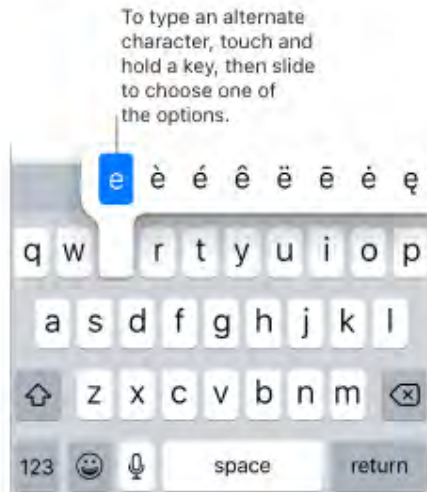 To type an alternate
character, touch and
hold a key, then slide
to choose one of
the options.
e è é ê ë ē ė ę
q w r t y u i o p
a s d f g h j k l
z x c v b n m
123 space return